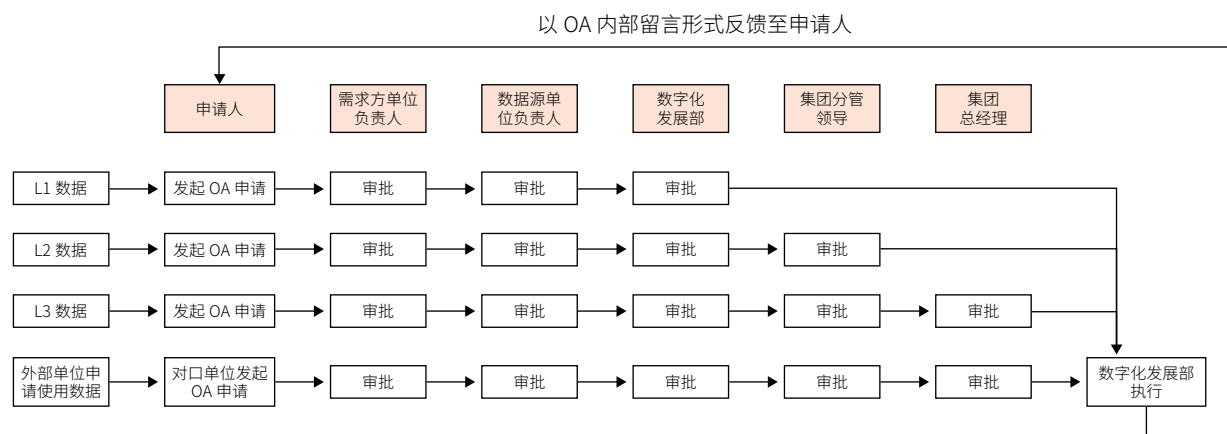 以 OA 内部留言形式反馈至申请人
申请人
需求方单位
负责人
数据源单
位负责人
数字化
发展部
集团分管
领导
集团
总经理
L1 数据
发起 OA 申请
审批
审批
审批
L2 数据
发起 OA 申请
审批
审批
审批
审批
L3 数据
发起 OA 申请
审批
审批
审批
审批
审批
外部单位申
请使用数据
对口单位发起
OA 申请
审批
审批
审批
审批
审批
数字化发展部
执行